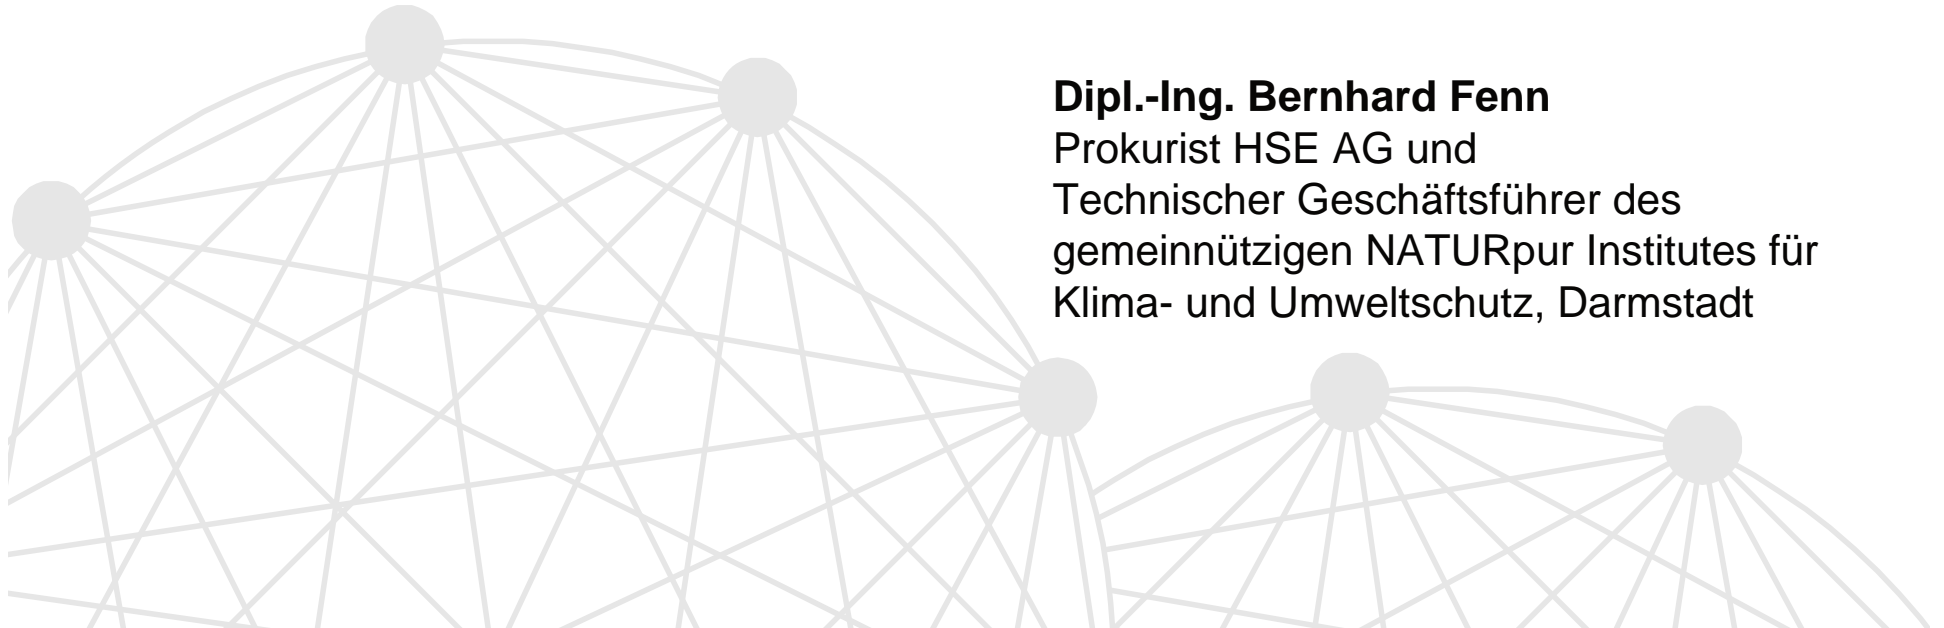 Dipl.-Ing. Bernhard Fenn
Prokurist HSE AG und
Technischer Geschäftsführer des
gemeinnützigen NATURpur Institutes für
Klima- und Umweltschutz, Darmstadt